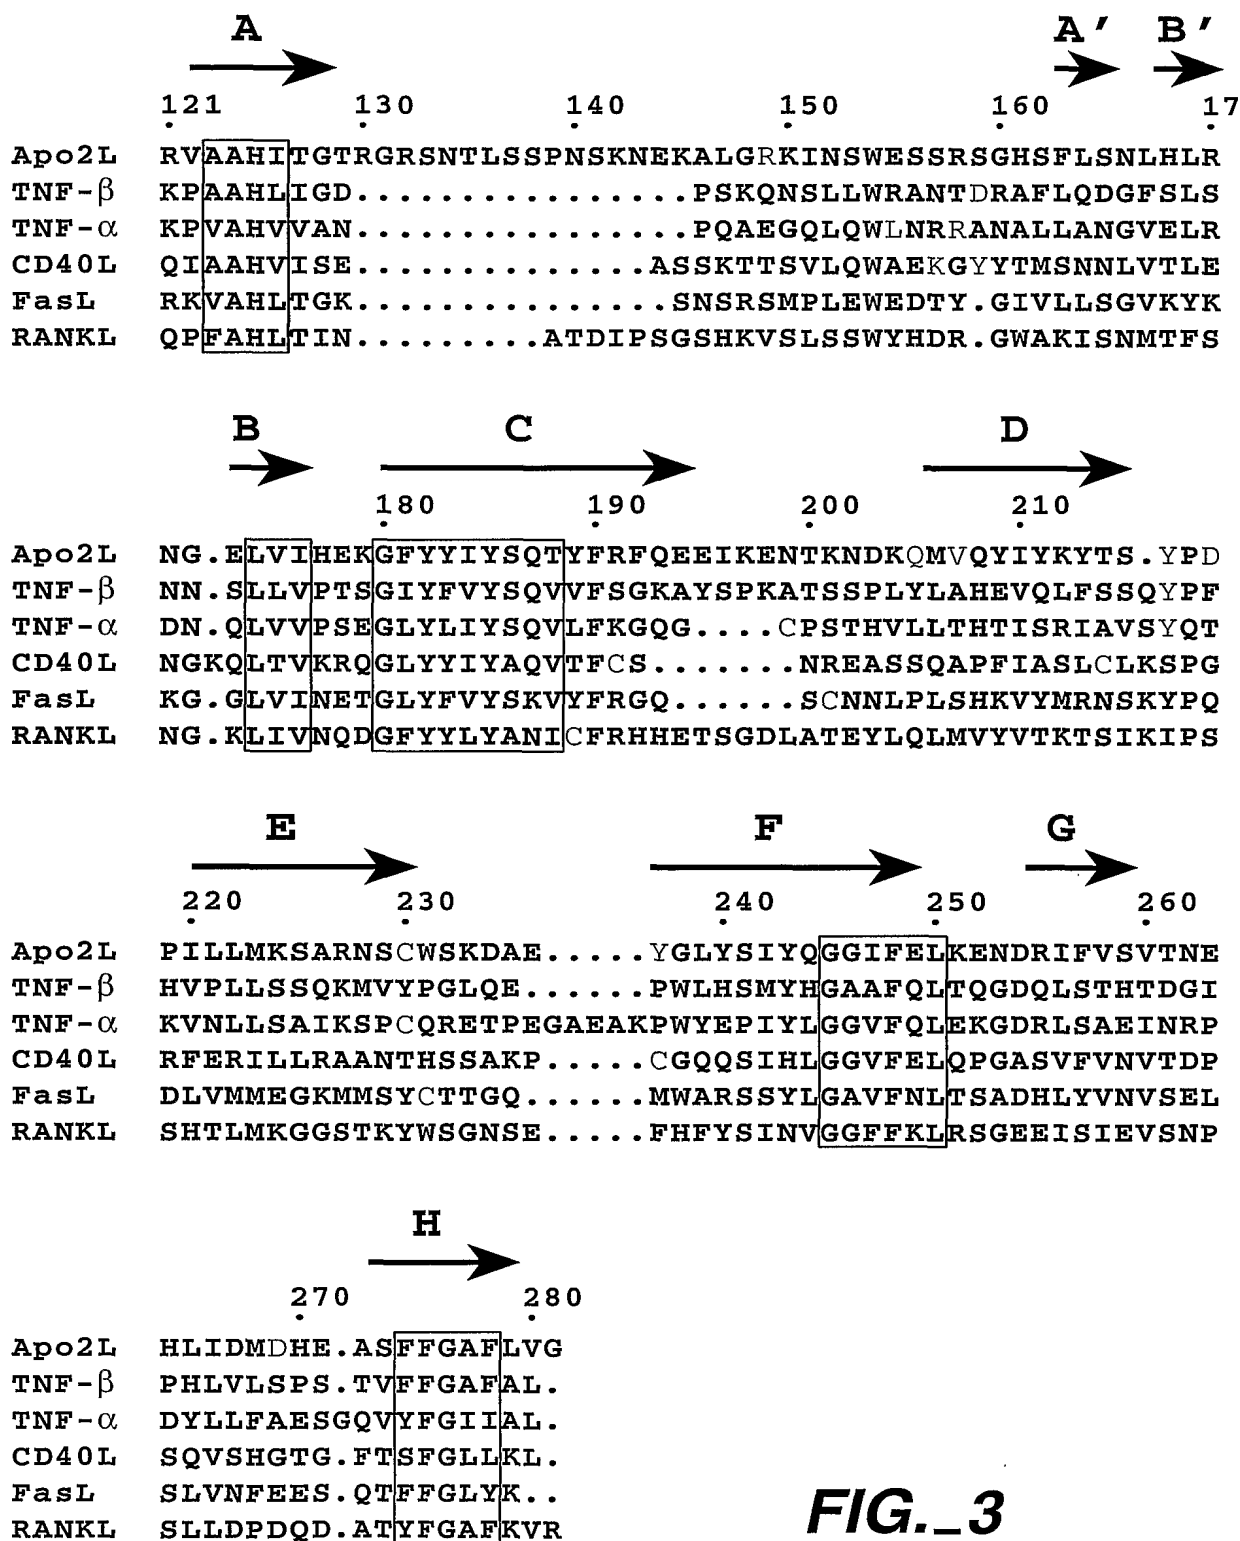 A A' B'
121 130 140 150 160 17
Apo2L RVAAHITGTRGRSNTLSSPNSKNEKALGRKINSWESSRSGHSFLSNLHLR
TNF-β KPAAHLIGD................PSKQNSLLWRANTDRAFLQDGFSLS
TNF-α KPVAHVVAN................PQAEGQLQWLNRRANALLANGVELR
CD40L QIAAHVISE..............ASSKTTSVLQWAEKGYYTMSNNLVTLE
FasL RKVAHLTGK...............SNSRSMPLEWEDTY.GIVLLSGVKYK
RANKL QPFAHLTIN.........ATDIPSGSHKVSLSSWYHDR.GWAKISNMTFS
B C D
180 190 200 210
Apo2L NG.ELVIHEKGFYYIYSQTYFRFQEEIKENTKNDKQMVQYIYKYTS.YPD
TNF-β NN.SLLVPTSGIYFVYSQVVFSGKAYSPKATSSPLYLAHEVQLFSSQYPF
TNF-α DN.QLVVPSEGLYLIYSQVLFKGQG....CPSTHVLLTHTISRIAVSYQT
CD40L NGKQLTVKRQGLYYIYAQVTFCS.......NREASSQAPFIASLCLKSPG
FasL KG.GLVINETGLYFVYSKVYFRGQ......SCNNLPLSHKVYMRNSKYPQ
RANKL NG.KLIVNQDGFYYLYANICFRHHETSGDLATEYLQLMVYVTKTSIKIPS
E F G
220 230 240 250 260
Apo2L PILLMKSARNSCWSKDAE.....YGLYSIYQGGIFELKENDRIFVSVTNE
TNF-β HVPLLSSQKMVYPGLQE......PWLHSMYHGAAFQLTQGDQLSTHTDGI
TNF-α KVNLLSAIKSPCQRETPEGAEAKPWYEPIYLGGVFQLEKGDRLSAEINRP
CD40L RFERILLRAANTHSSAKP.....CGQQSIHLGGVFELQPGASVFVNVTDP
FasL DLVMMEGKMMSYCTTGQ......MWARSSYLGAVFNLTSADHLYVNVSEL
RANKL SHTLMKGGSTKYWSGNSE.....FHFYSINVGGFFKLRSGEEISIEVSNP
H
270 280
Apo2L HLIDMDHE.ASFFGAFLVG
TNF-β PHLVLSPS.TVFFGAFAL.
TNF-α DYLLFAESGQVYFGIIAL.
CD40L SQVSHGTG.FTSFGLLKL.
FasL SLVNFEES.QTFFGLYK..
RANKL SLLDPDQD.ATYFGAFKVR
FIG._3